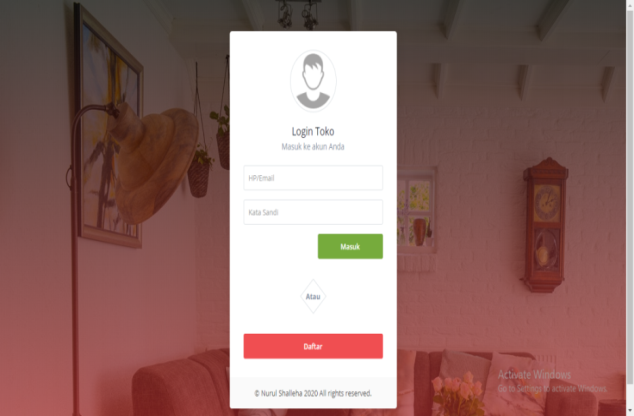 Login Toko
Masuk ke akun Anda
HP/Email
Kata Sandi
Masuk
Atau
Daftar
© Nurul Shalleha 2020 All rights reserved.
Activate Windows
Go to Settings to activate Windows.